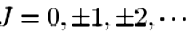 J = 0, ±1, ±2, ⋯